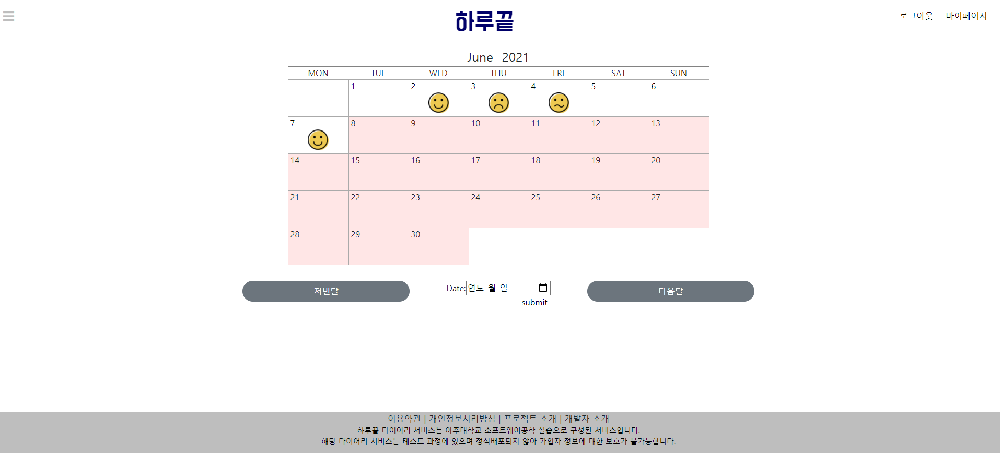 하루끝
로그아웃 마이페이지
June 2021
MON TUE WED THU FRI SAT SUN
1 2 3 4 5 6
7 8 9 10 11 12 13
14 15 16 17 18 19 20
21 22 23 24 25 26 27
28 29 30
저번달 Date: 연도-월-일 다음달
submit
이용약관 | 개인정보처리방침 | 프로젝트 소개 | 개발자 소개
하루끝 다이어리 서비스는 아주대학교 소프트웨어공학 실습으로 구성된 서비스입니다.
해당 다이어리 서비스는 테스트 과정에 있으며 정식배포되지 않아 가입자 정보에 대한 보호가 불가능합니다.